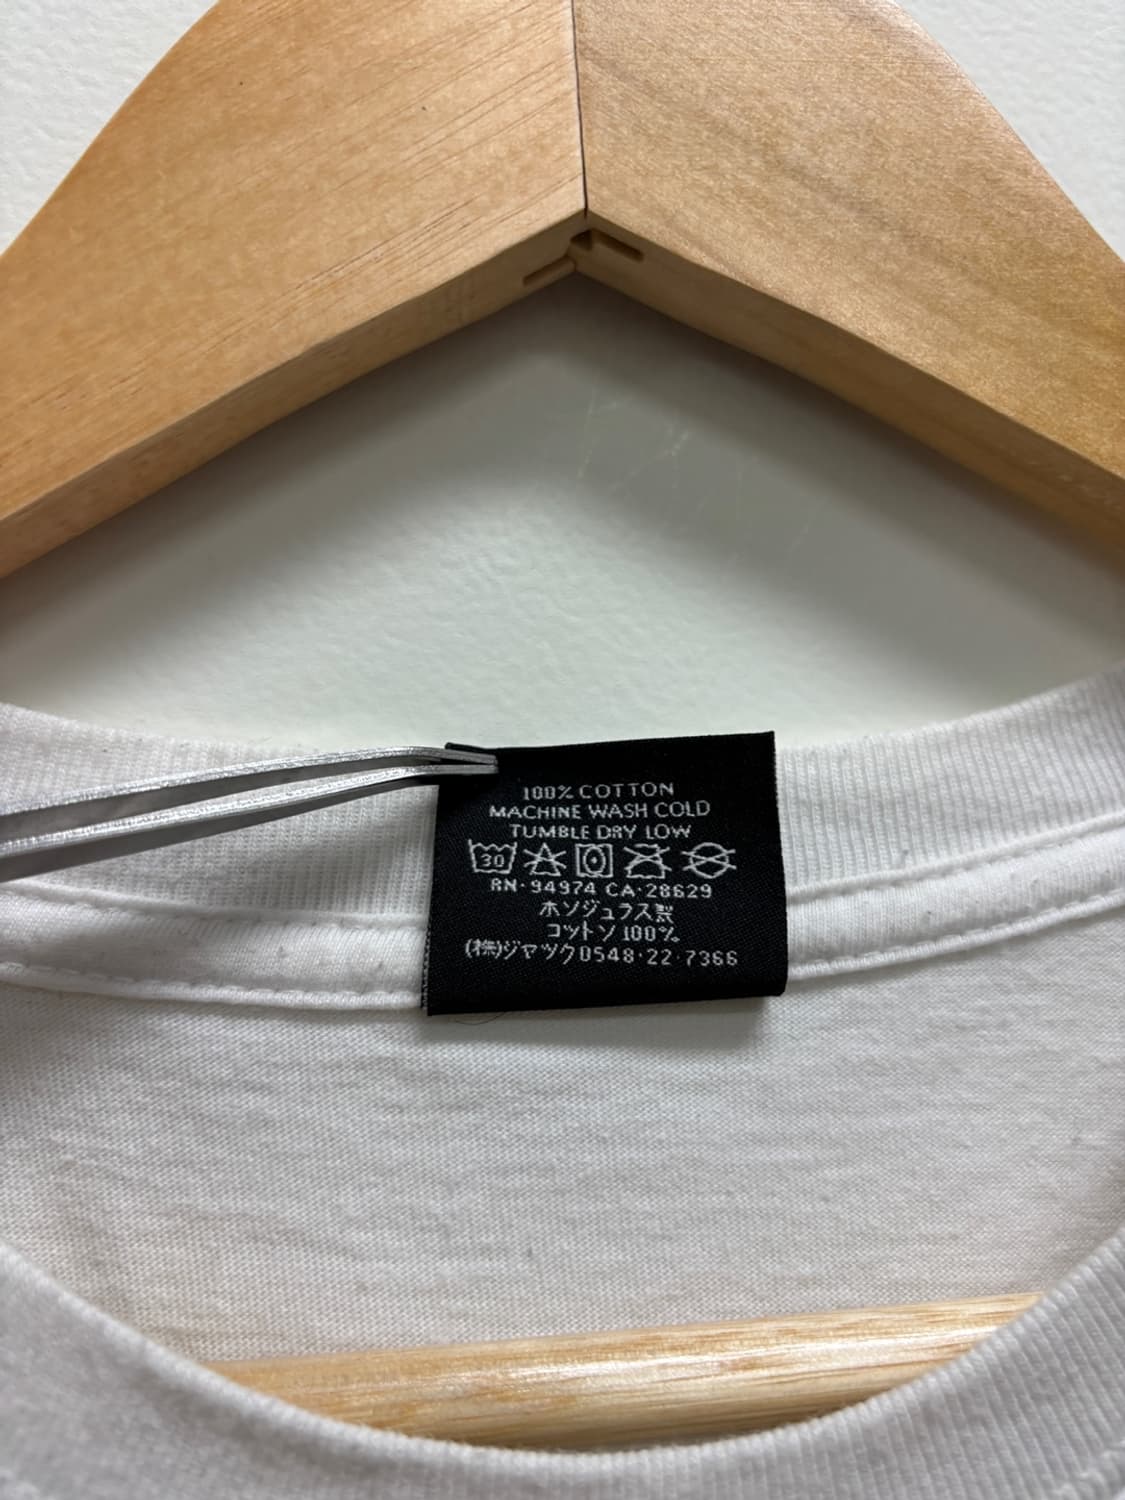 100% COTTON
MACHINE WASH COLD
TUMBLE DRY LOW
30
RN·94974 CA·28629
ホンジュラス製
コットン 100%
(株)ジャック0548·22·7366